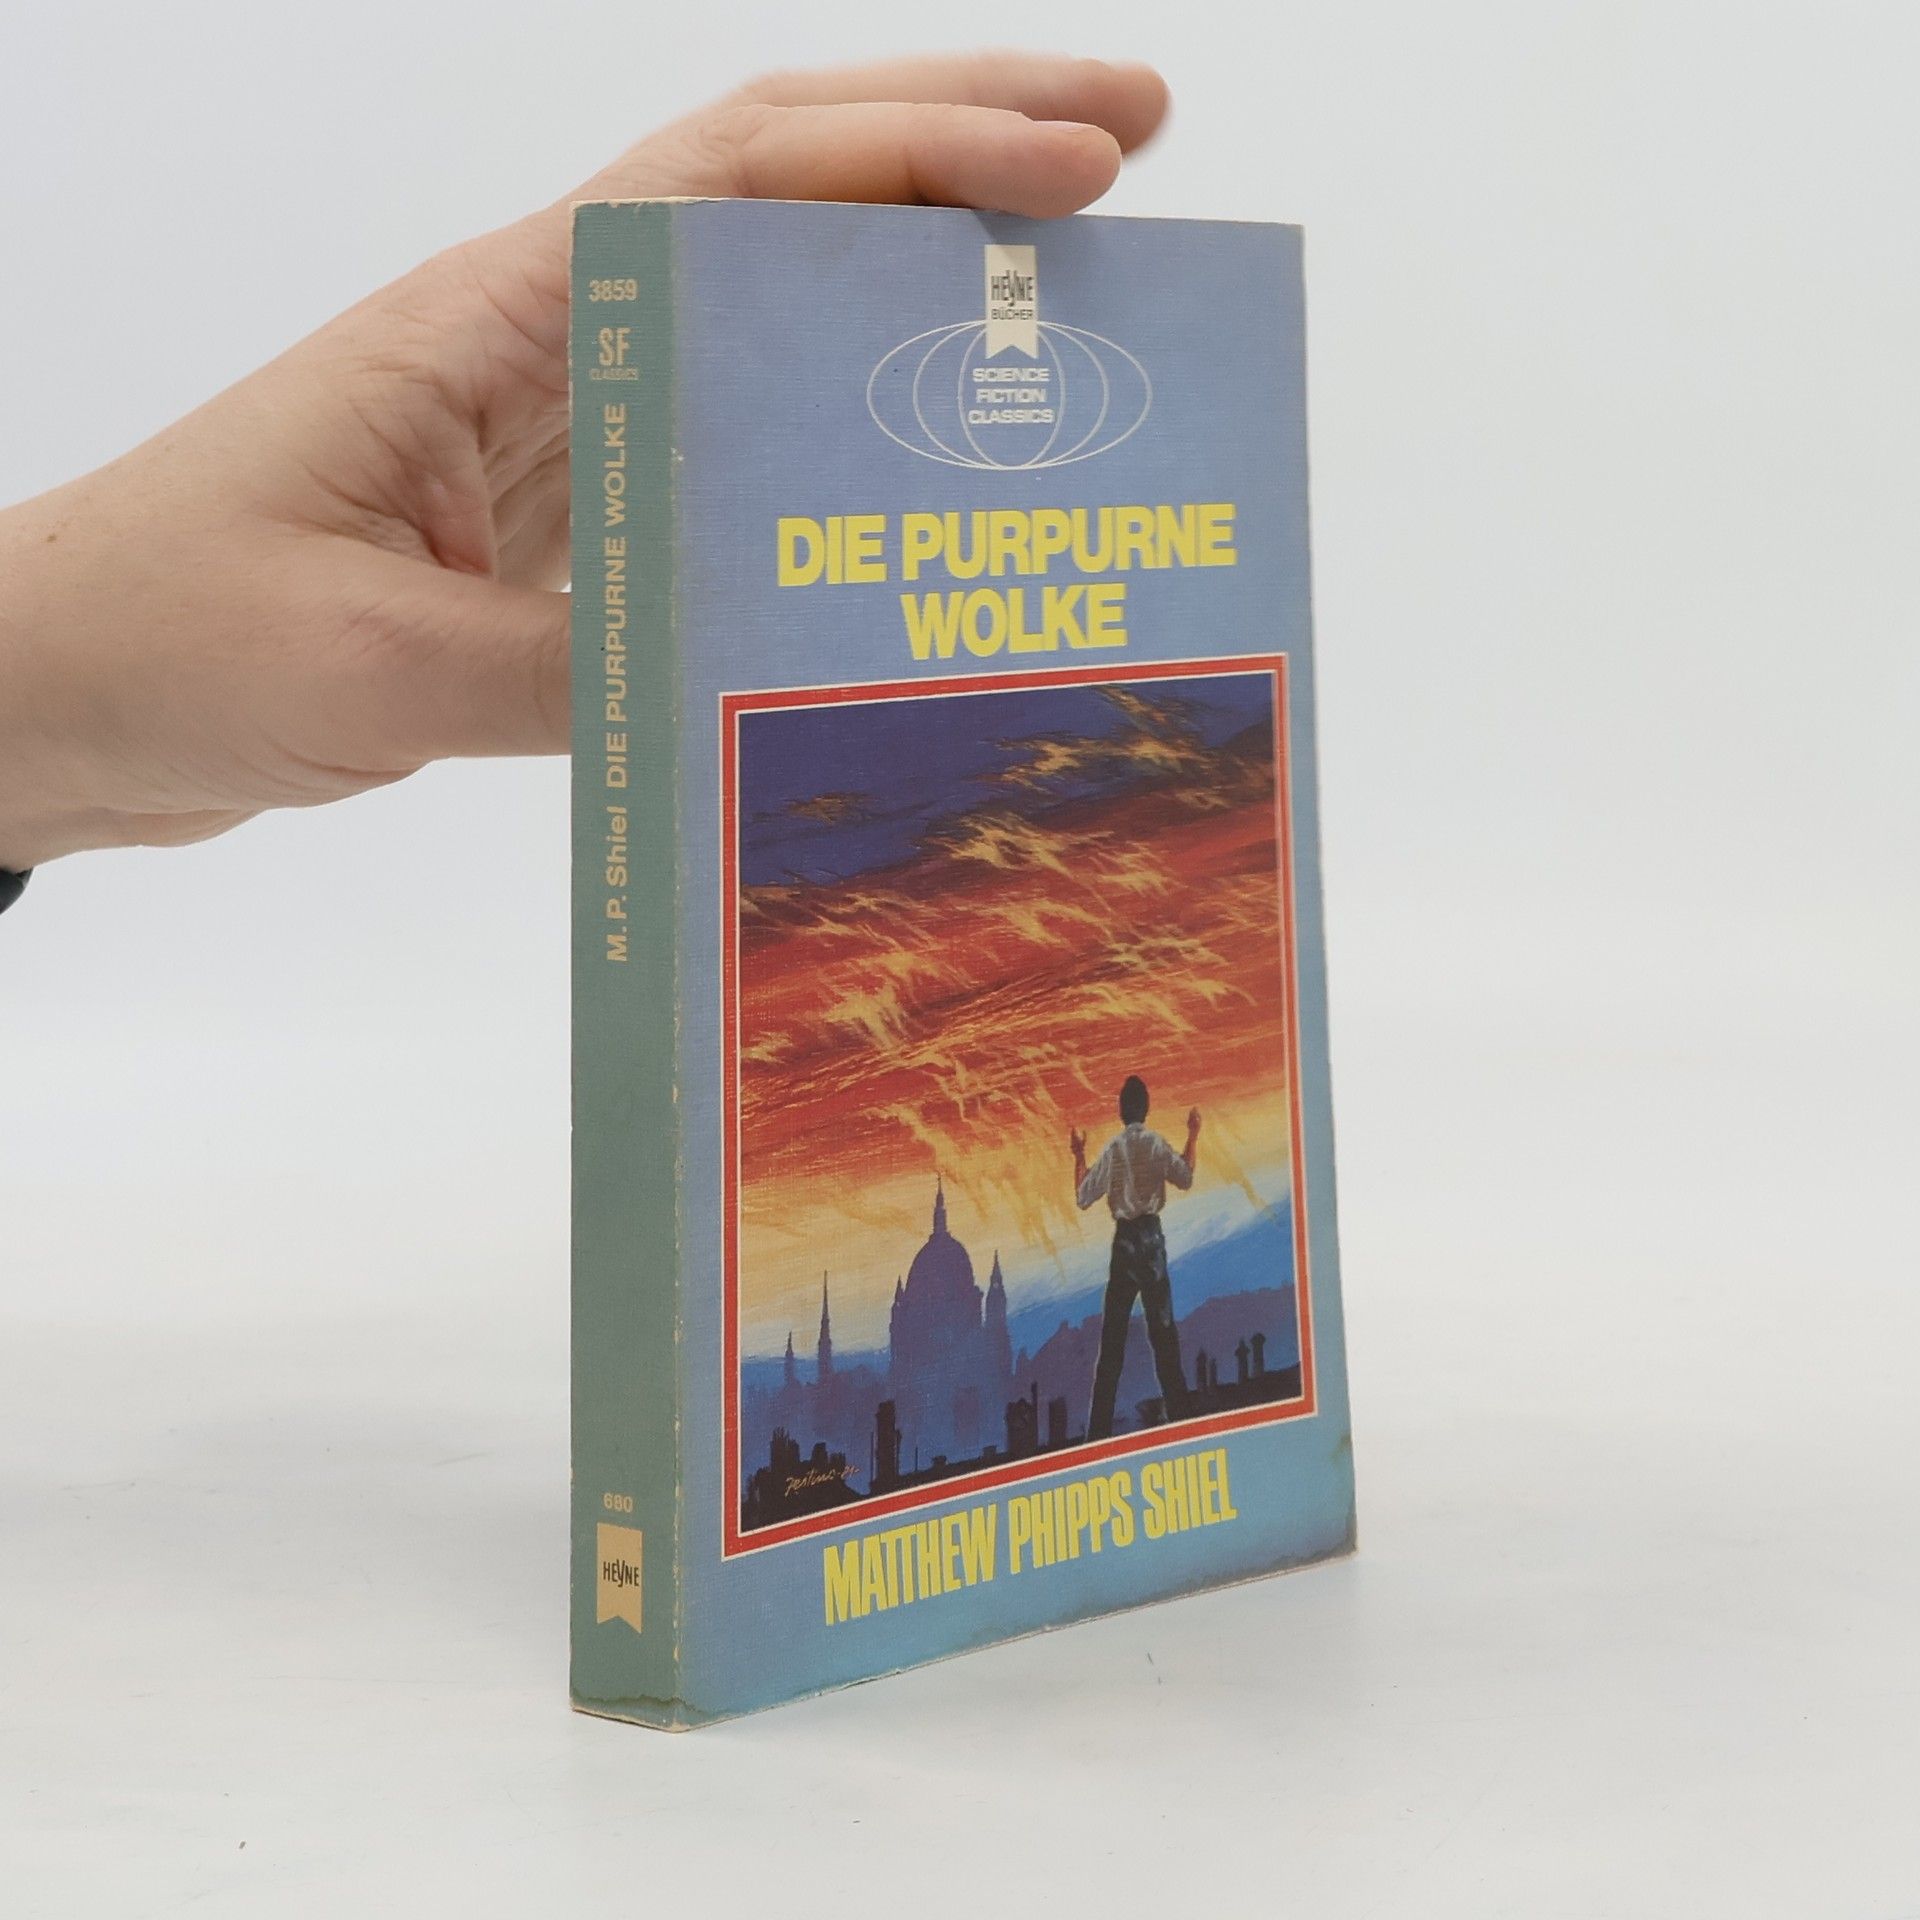 3859
SF
CLASSICS
M.P. Shiel DIE PURPURNE WOLKE
680
HEYNE
HEYNE
BÜCHER
SCIENCE
FICTION
CLASSICS
DIE PURPURNE
WOLKE
MATTHEW PHIPPS SHIEL